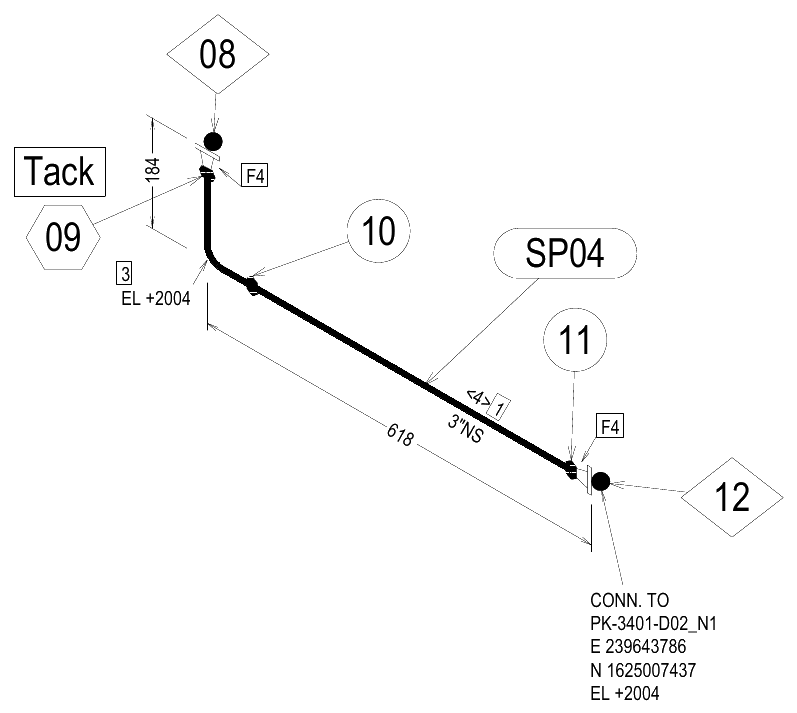 08
184
Tack
F4
09
10
SP04
3
EL +2004
11
<4> 1
3"NS
618
F4
12
CONN. TO
PK-3401-D02_N1
E 239643786
N 1625007437
EL +2004